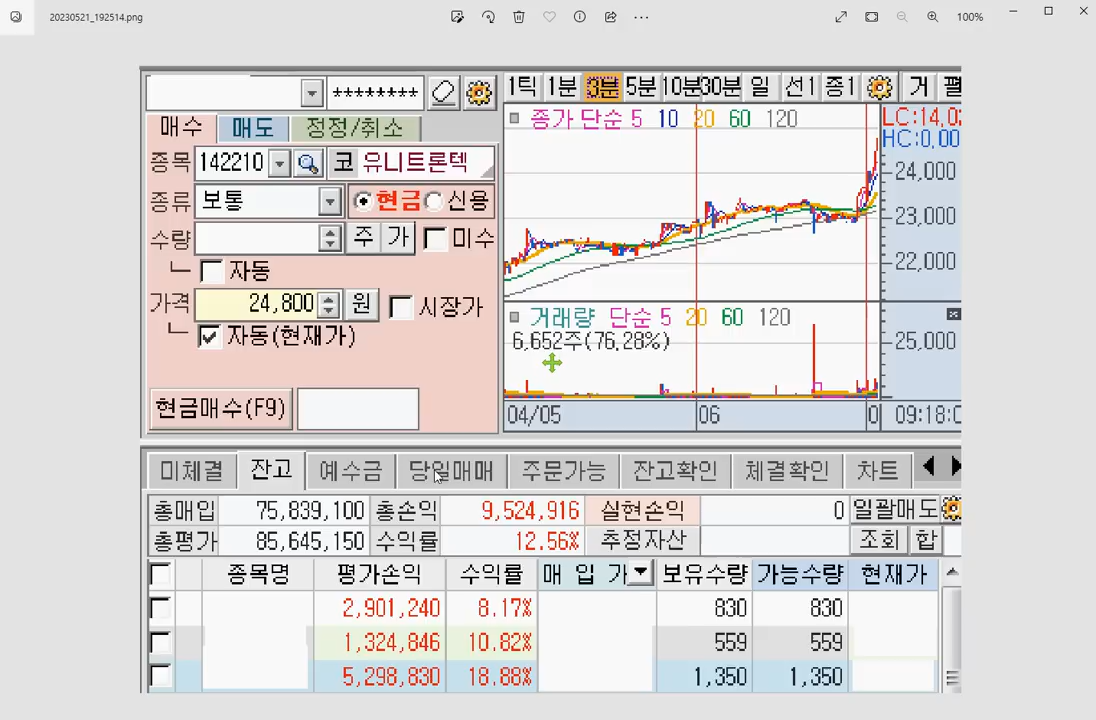 20230521_192514.png
100%
********
1틱 1분 3분 5분 10분 30분 일 선1 종1 거
매수 매도 정정/취소
종가 단순 5 10 20 60 120
LC:14,0
HC:0,00
종목 142210 코 유니트론텍
24,000
종류 보통 현금 신용
23,000
수량 주 가 미수
22,000
자동
가격 24,800 원 시장가
거래량 단순 5 20 60 120
자동(현재가)
6,652주(76.28%)
25,000
현금매수(F9)
04/05 06 09:18:0
미체결 잔고 예수금 당일매매 주문가능 잔고확인 체결확인 차트
총매입 75,839,100 총손익 9,524,916 실현손익 0 일괄매도
총평가 85,645,150 수익률 12.56% 추정자산 조회 합
종목명 평가손익 수익률 매 입 가 보유수량 가능수량 현재가
2,901,240 8.17% 830 830
1,324,846 10.82% 559 559
5,298,830 18.88% 1,350 1,350